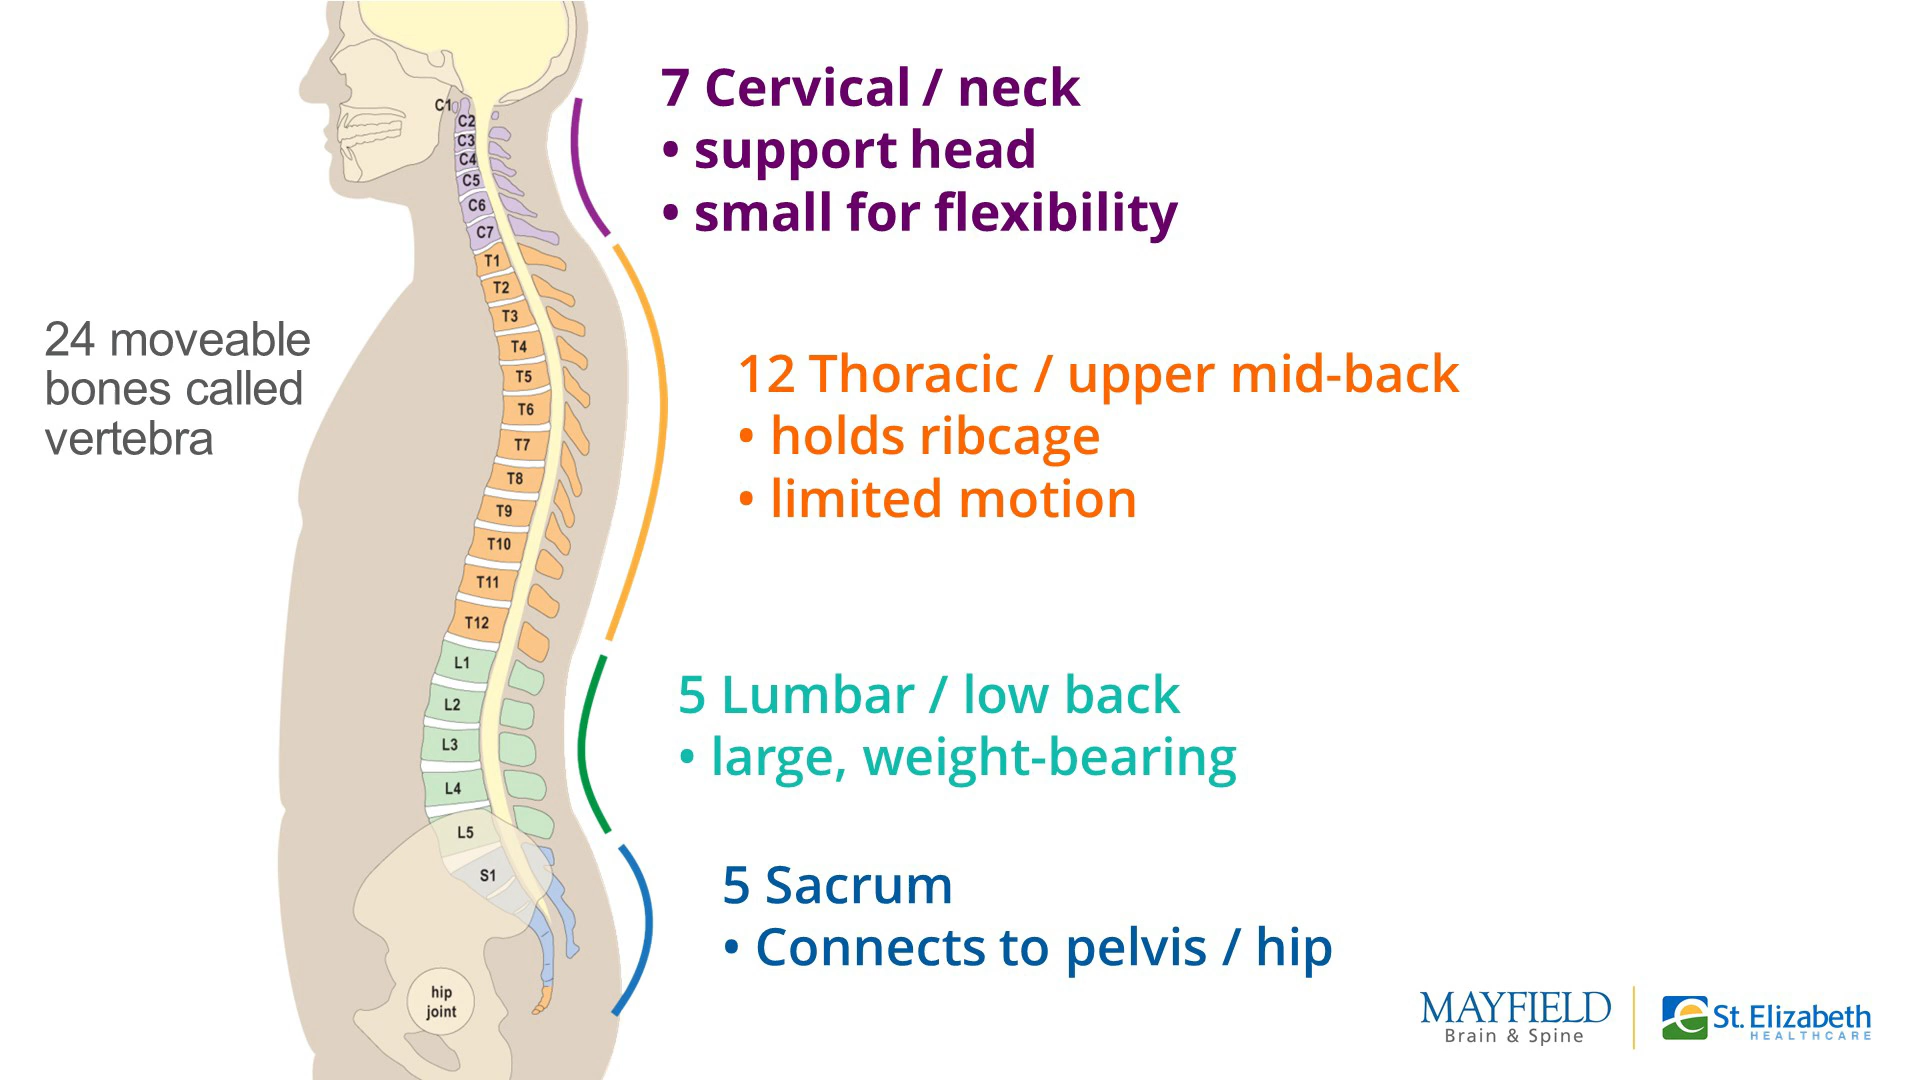 7 Cervical / neck
• support head
• small for flexibility
24 moveable
bones called
vertebra
12 Thoracic / upper mid-back
• holds ribcage
• limited motion
5 Lumbar / low back
• large, weight-bearing
5 Sacrum
• Connects to pelvis / hip
C1
C2
C3
C4
C5
C6
C7
T1
T2
T3
T4
T5
T6
T7
T8
T9
T10
T11
T12
L1
L2
L3
L4
L5
S1
hip
joint
MAYFIELD
Brain & Spine
St. Elizabeth
HEALTHCARE